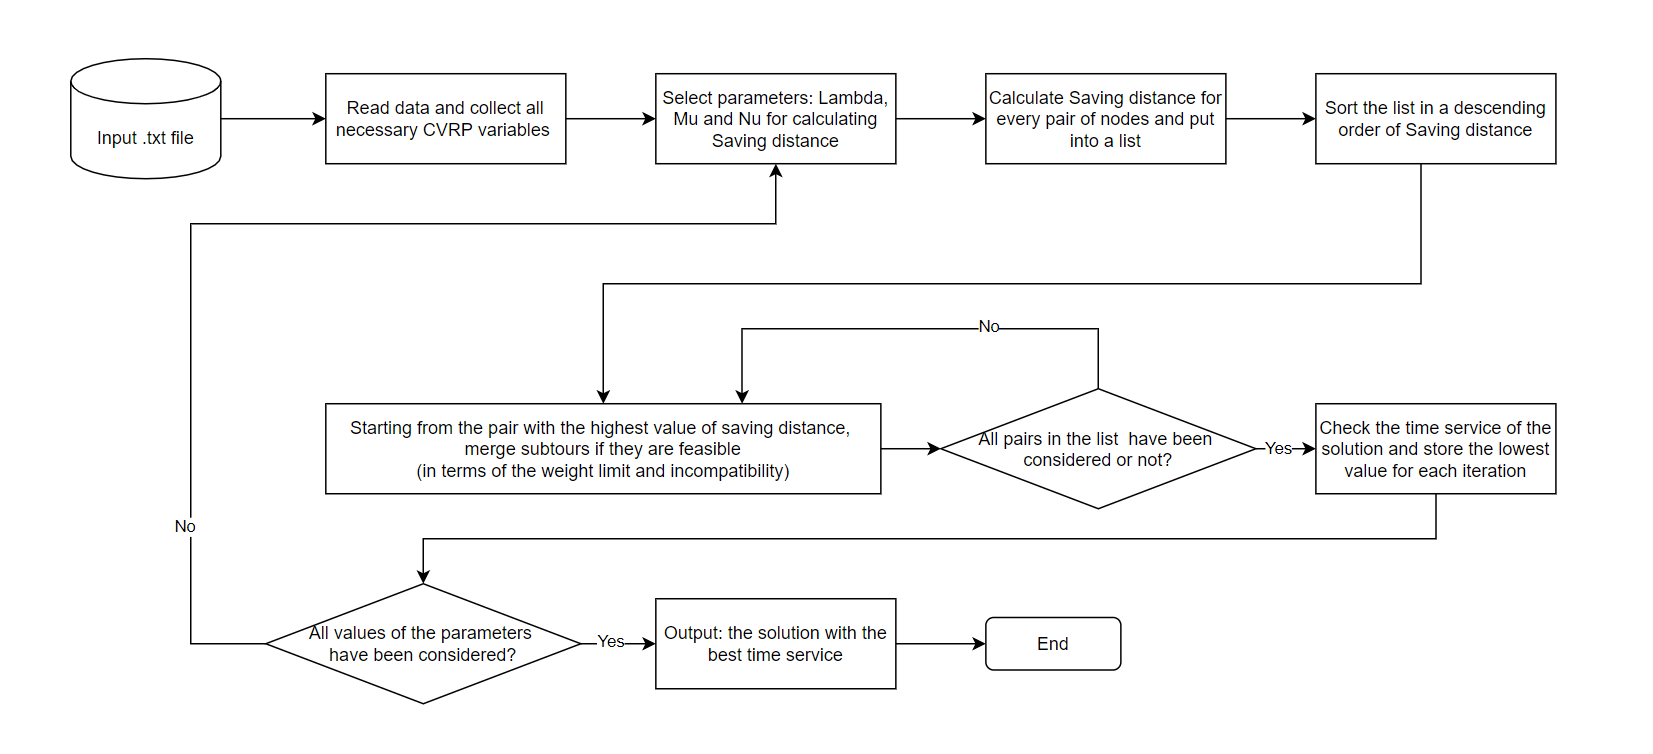 Input .txt file
Read data and collect all
necessary CVRP variables
Select parameters: Lambda,
Mu and Nu for calculating
Saving distance
Calculate Saving distance for
every pair of nodes and put
into a list
Sort the list in a descending
order of Saving distance
No
Starting from the pair with the highest value of saving distance,
merge subtours if they are feasible
(in terms of the weight limit and incompatibility)
All pairs in the list  have been
considered or not?
Yes
Check the time service of the
solution and store the lowest
value for each iteration
No
All values of the parameters
have been considered?
Yes
Output: the solution with the
best time service
End